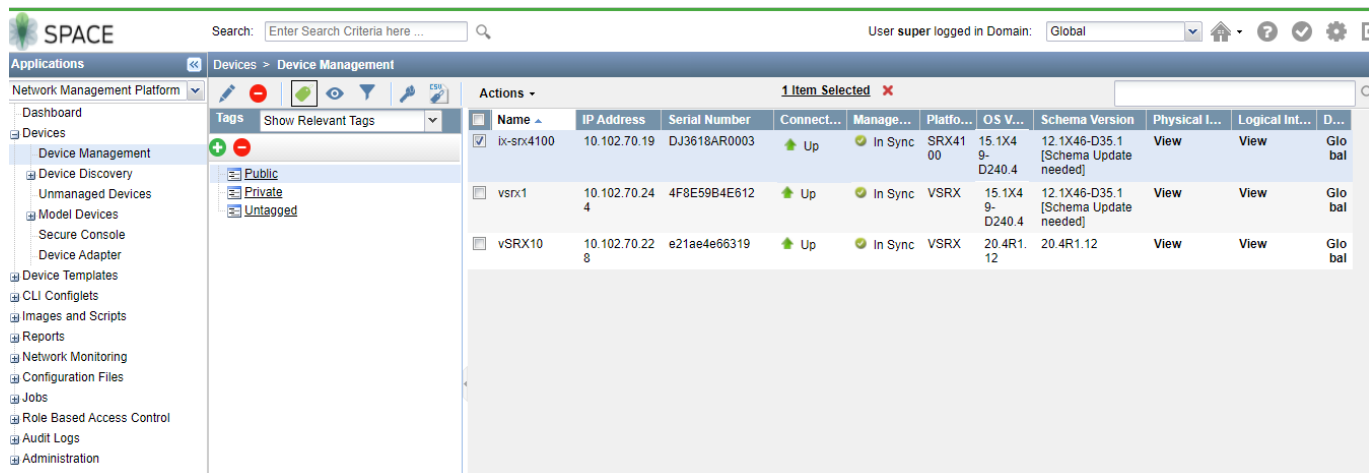 SPACE
Search: Enter Search Criteria here ...
User super logged in Domain: Global
Applications
Devices > Device Management
Network Management Platform
Dashboard
Devices
Device Management
Device Discovery
Unmanaged Devices
Model Devices
Secure Console
Device Adapter
Device Templates
CLI Configlets
Images and Scripts
Reports
Network Monitoring
Configuration Files
Jobs
Role Based Access Control
Audit Logs
Administration
CSV
Tags Show Relevant Tags
Public
Private
Untagged
Actions
1 Item Selected
Name IP Address Serial Number Connect... Manage... Platfo... OS V... Schema Version Physical I... Logical Int... D...
ix-srx4100 10.102.70.19 DJ3618AR0003 Up In Sync SRX41 15.1X4 12.1X46-D35.1 View View Glo
00 9- [Schema Update bal
D240.4 needed]
vsrx1 10.102.70.24 4F8E59B4E612 Up In Sync VSRX 15.1X4 12.1X46-D35.1 View View Glo
4 9- [Schema Update bal
D240.4 needed]
vSRX10 10.102.70.22 e21ae4e66319 Up In Sync VSRX 20.4R1. 20.4R1.12 View View Glo
8 12 bal